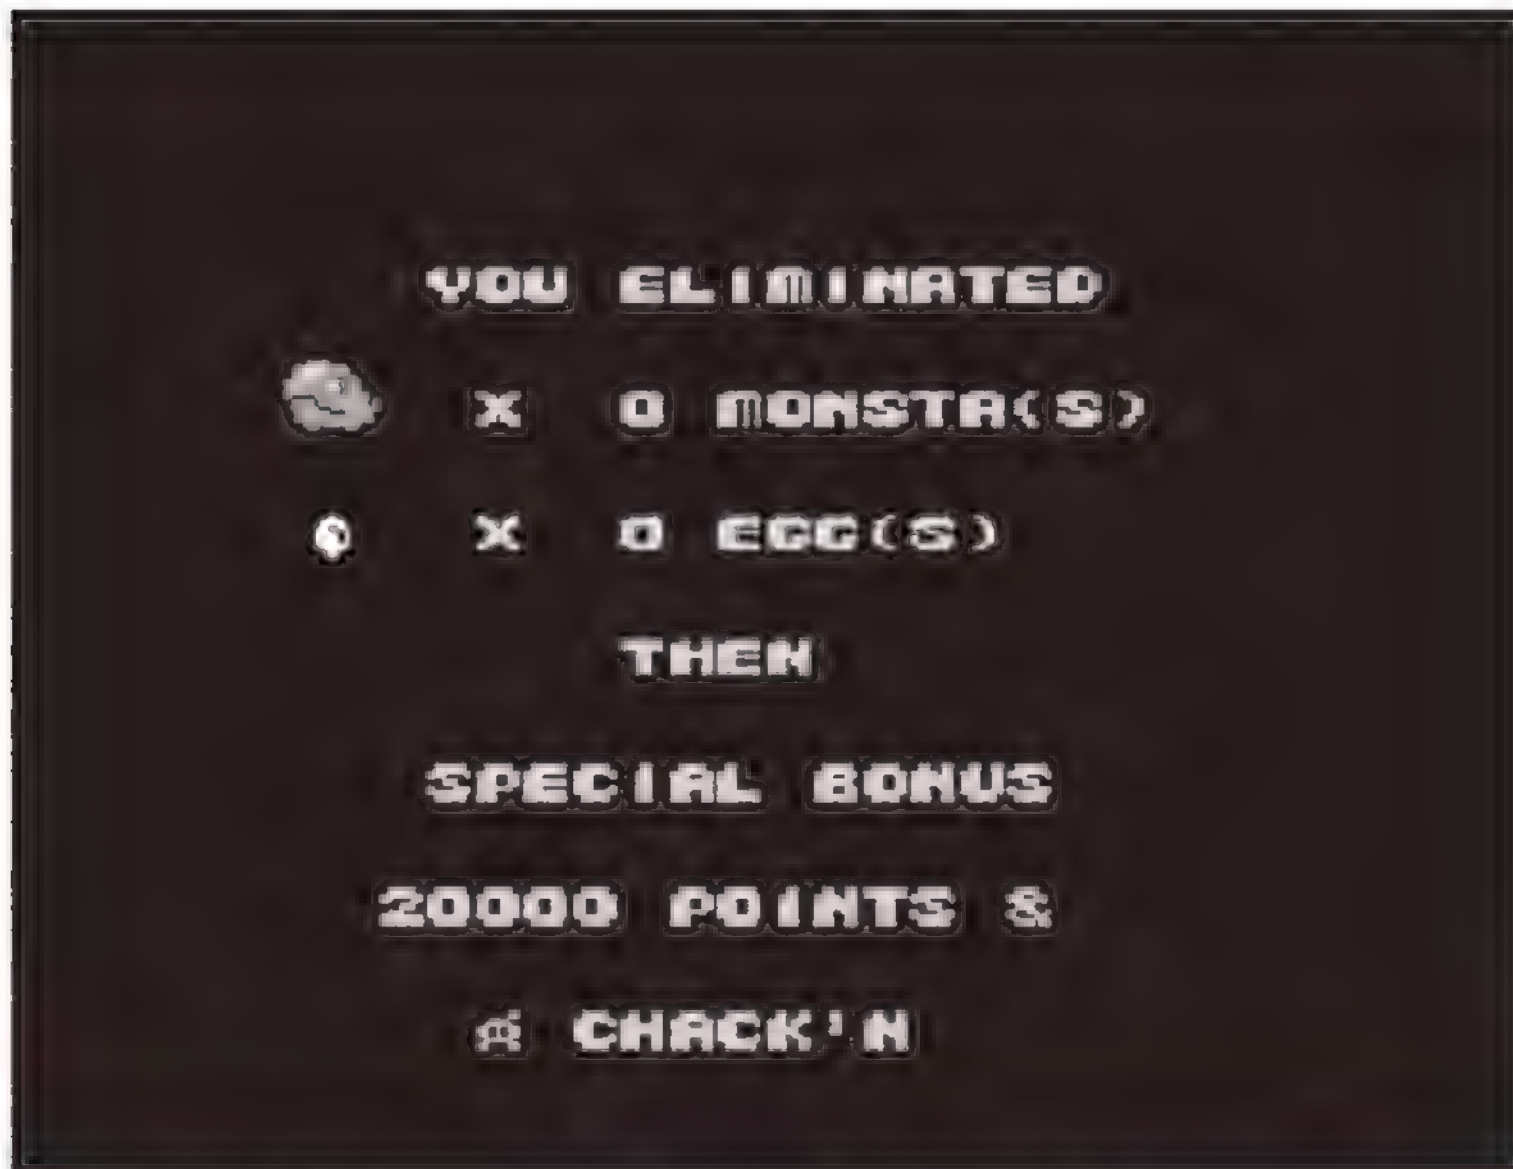 YOU ELIMINATED
X 0 MONSTA(S)
X 0 EGG(S)
THEN
SPECIAL BONUS
20000 POINTS &
CHACK'N